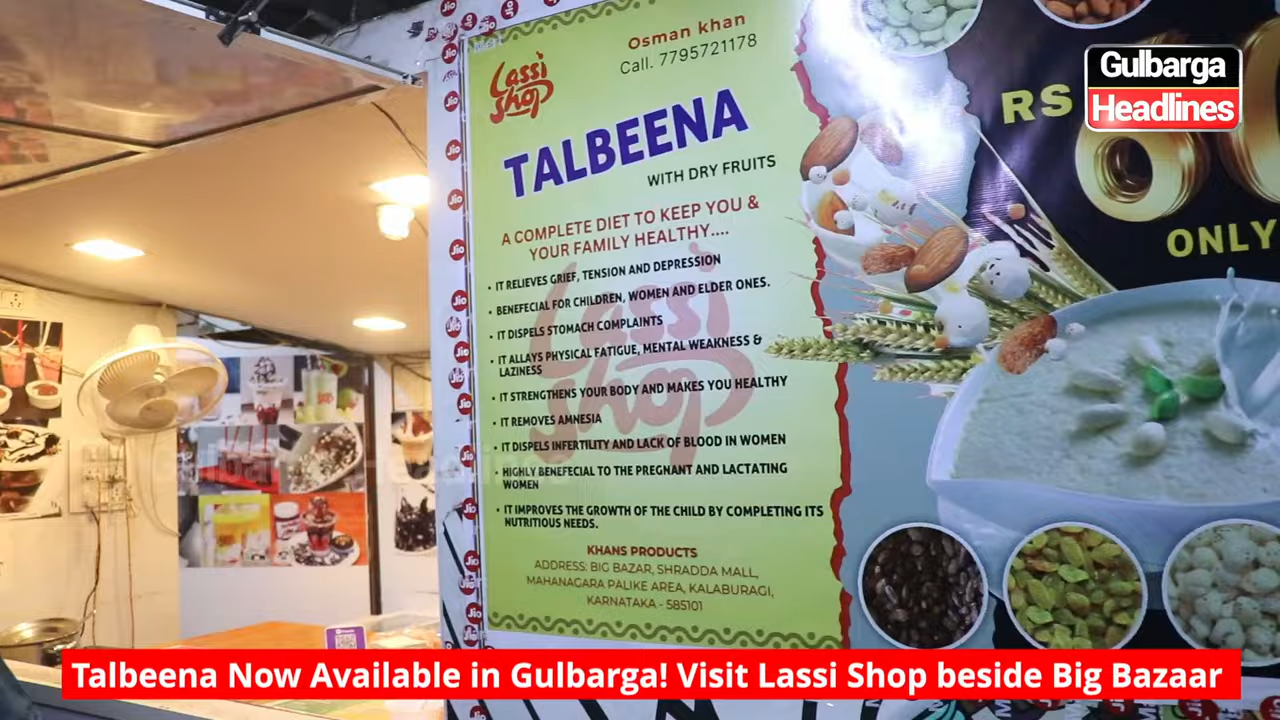 Lassi
Shop
Osman khan
Call. 7795721178
TALBEENA
WITH DRY FRUITS
A COMPLETE DIET TO KEEP YOU &
YOUR FAMILY HEALTHY....
• IT RELIEVES GRIEF, TENSION AND DEPRESSION
• BENEFECIAL FOR CHILDREN, WOMEN AND ELDER ONES.
• IT DISPELS STOMACH COMPLAINTS
• IT ALLAYS PHYSICAL FATIGUE, MENTAL WEAKNESS &
LAZINESS
• IT STRENGTHENS YOUR BODY AND MAKES YOU HEALTHY
• IT REMOVES AMNESIA
• IT DISPELS INFERTILITY AND LACK OF BLOOD IN WOMEN
• HIGHLY BENEFECIAL TO THE PREGNANT AND LACTATING
WOMEN
• IT IMPROVES THE GROWTH OF THE CHILD BY COMPLETING ITS
NUTRITIOUS NEEDS.
KHANS PRODUCTS
ADDRESS: BIG BAZAR, SHRADDA MALL,
MAHANAGARA PALIKE AREA, KALABURAGI,
KARNATAKA - 585101
Lassi
Shop
Jio
RS
ONLY
Gulbarga
Headlines
Talbeena Now Available in Gulbarga! Visit Lassi Shop beside Big Bazaar